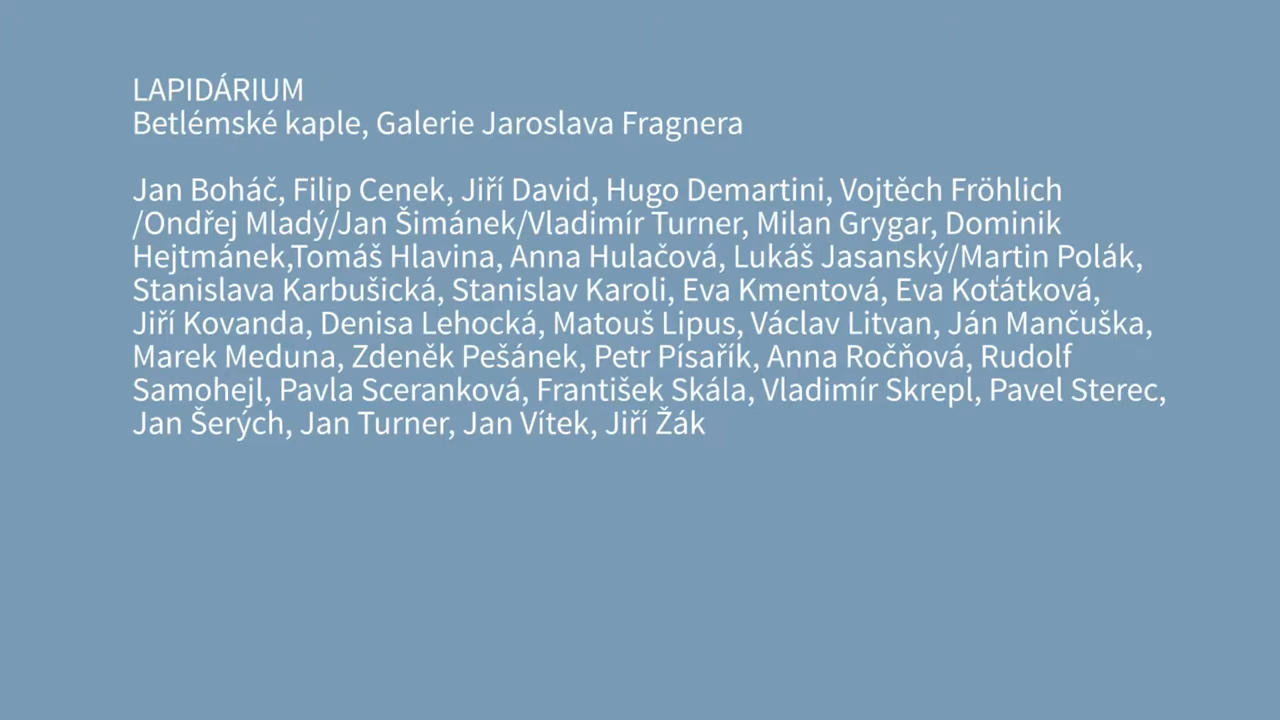 LAPIDÁRIUM
Betlémské kaple, Galerie Jaroslava Fragnera
Jan Boháč, Filip Cenek, Jiří David, Hugo Demartini, Vojtěch Fröhlich
/Ondřej Mladý/Jan Šimánek/Vladimír Turner, Milan Grygar, Dominik
Hejtmánek,Tomáš Hlavina, Anna Hulačová, Lukáš Jasanský/Martin Polák,
Stanislava Karbušická, Stanislav Karoli, Eva Kmentová, Eva Koťátková,
Jiří Kovanda, Denisa Lehocká, Matouš Lipus, Václav Litvan, Ján Mančuška,
Marek Meduna, Zdeněk Pešánek, Petr Písařík, Anna Ročňová, Rudolf
Samohejl, Pavla Sceranková, František Skála, Vladimír Skrepl, Pavel Sterec,
Jan Šerých, Jan Turner, Jan Vítek, Jiří Žák